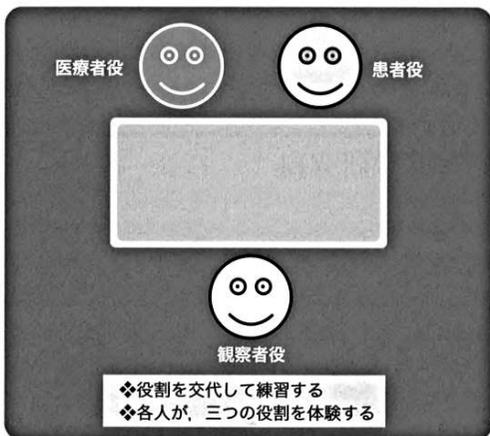 医療者役
患者役
観察者役
❖役割を交代して練習する
❖各人が，三つの役割を体験する